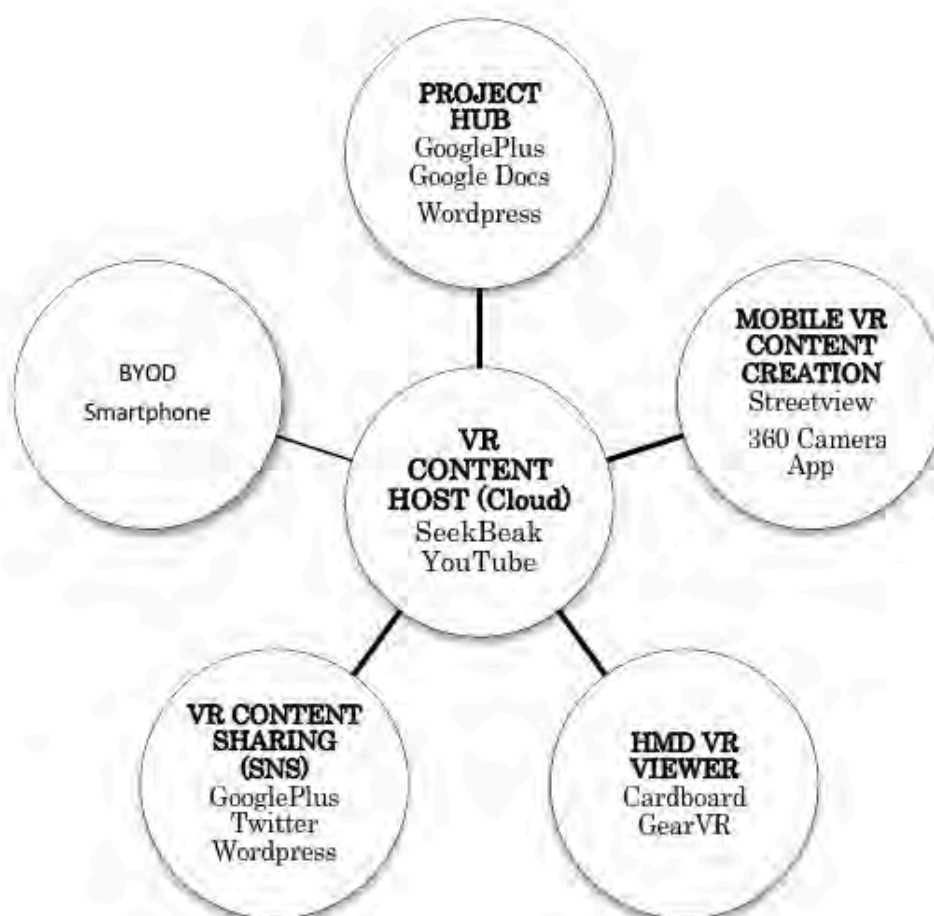 PROJECT
HUB
GooglePlus
Google Docs
Wordpress
MOBILE VR
CONTENT
CREATION
Streetview
360 Camera
App
BYOD
Smartphone
VR
CONTENT
HOST (Cloud)
SeekBeak
YouTube
VR CONTENT
SHARING
(SNS)
GooglePlus
Twitter
Wordpress
HMD VR
VIEWER
Cardboard
GearVR